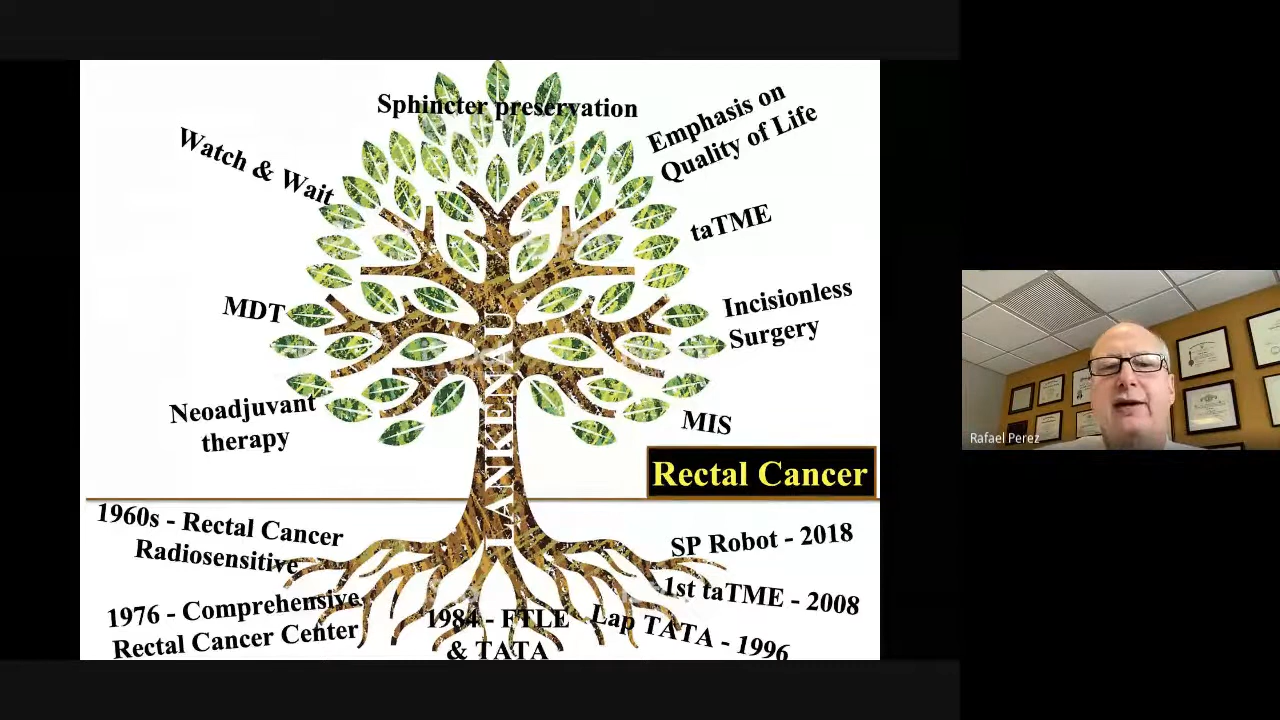 Sphincter preservation
Emphasis on
Quality of Life
Watch & Wait
taTME
MDT
Incisionless
Surgery
Neoadjuvant
therapy
MIS
LANKENAU
Rectal Cancer
1960s - Rectal Cancer
Radiosensitive
SP Robot - 2018
1976 - Comprehensive
Rectal Cancer Center
1984 - FTLE
& TATA
Lap TATA - 1996
1st taTME - 2008
Rafael Perez